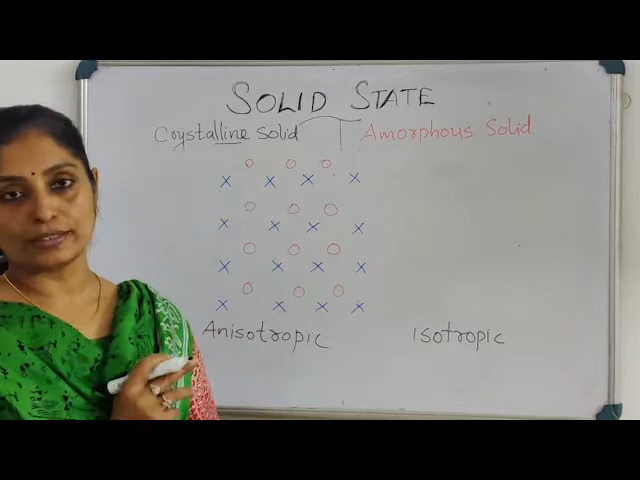 SOLID STATE
Crystalline Solid Amorphous Solid
Anisotropic Isotropic